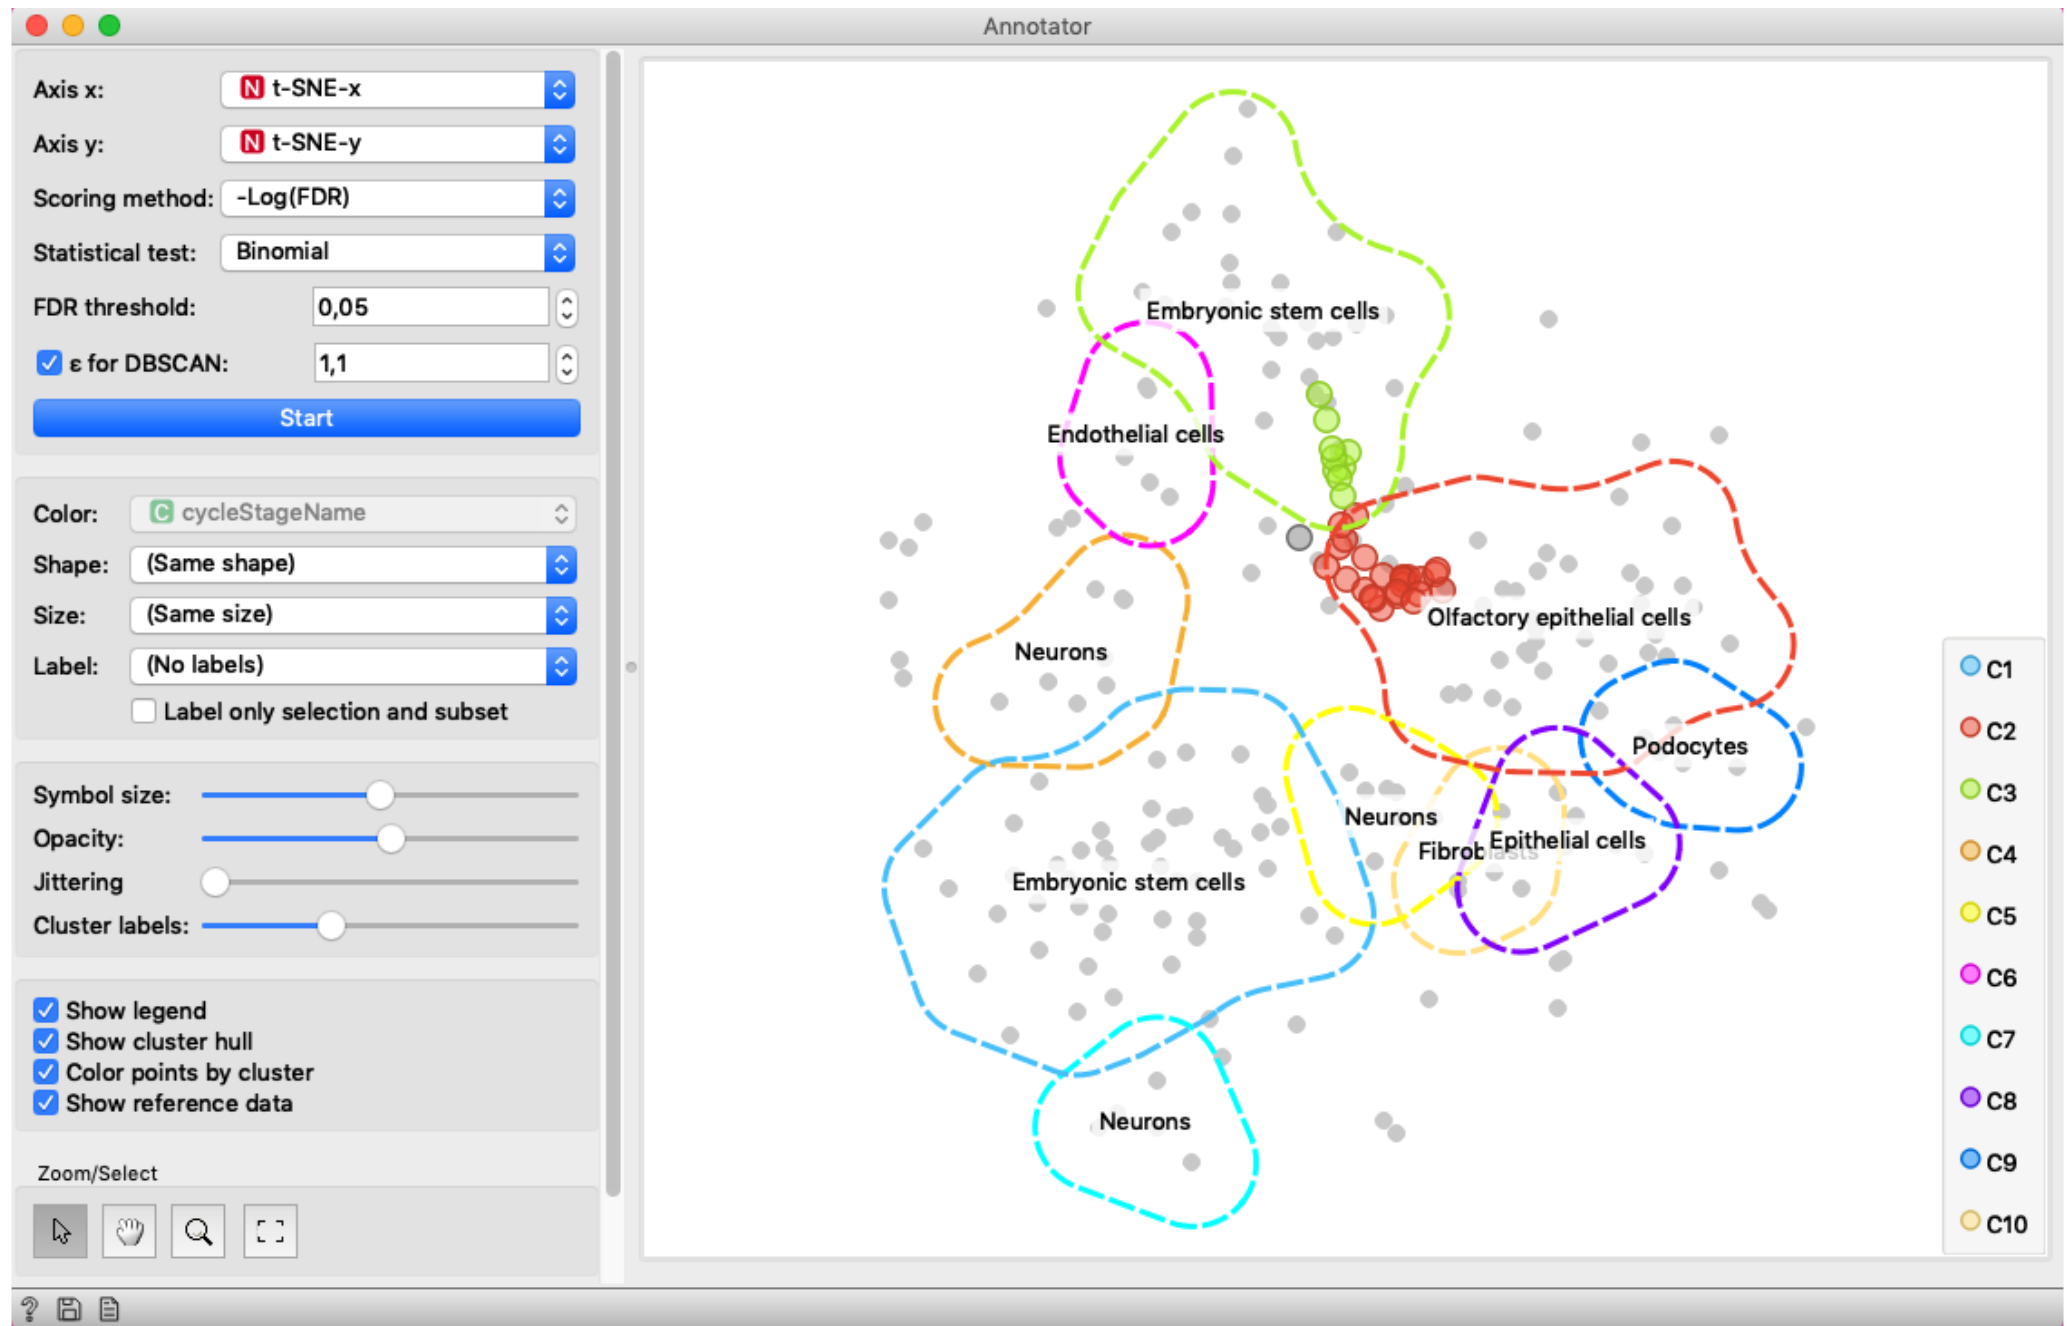 Annotator
Axis x:
N t-SNE-x
Axis y:
N t-SNE-y
Scoring method:
-Log(FDR)
Statistical test:
Binomial
FDR threshold:
0,05
ε for DBSCAN:
1,1
Start
Color:
C cycleStageName
Shape:
(Same shape)
Size:
(Same size)
Label:
(No labels)
Label only selection and subset
Symbol size:
Opacity:
Jittering
Cluster labels:
Show legend
Show cluster hull
Color points by cluster
Show reference data
Zoom/Select
?
Embryonic stem cells
Endothelial cells
Olfactory epithelial cells
Neurons
Podocytes
Neurons
Epithelial cells
Fibroblasts
Embryonic stem cells
Neurons
C1
C2
C3
C4
C5
C6
C7
C8
C9
C10